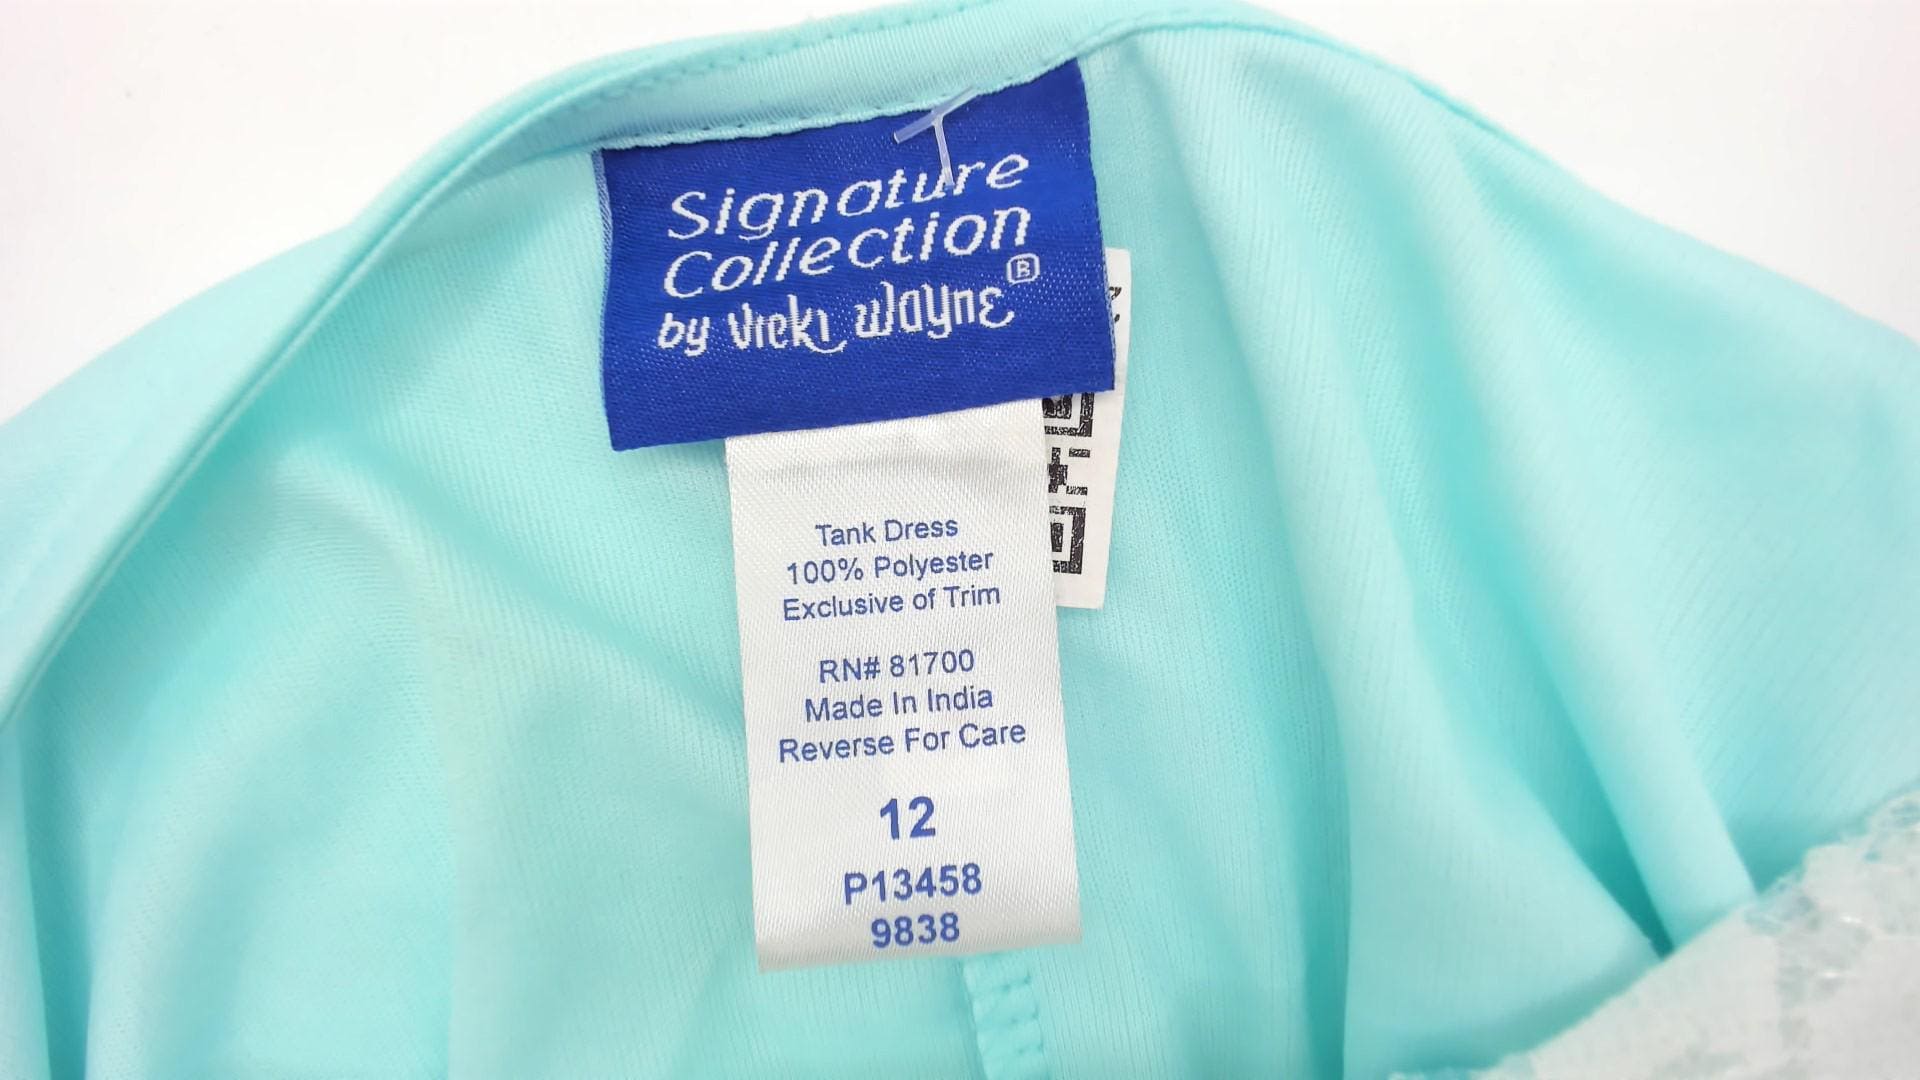 Signature
Collection
by Vicki Wayne®
Tank Dress
100% Polyester
Exclusive of Trim
RN# 81700
Made In India
Reverse For Care
12
P13458
9838